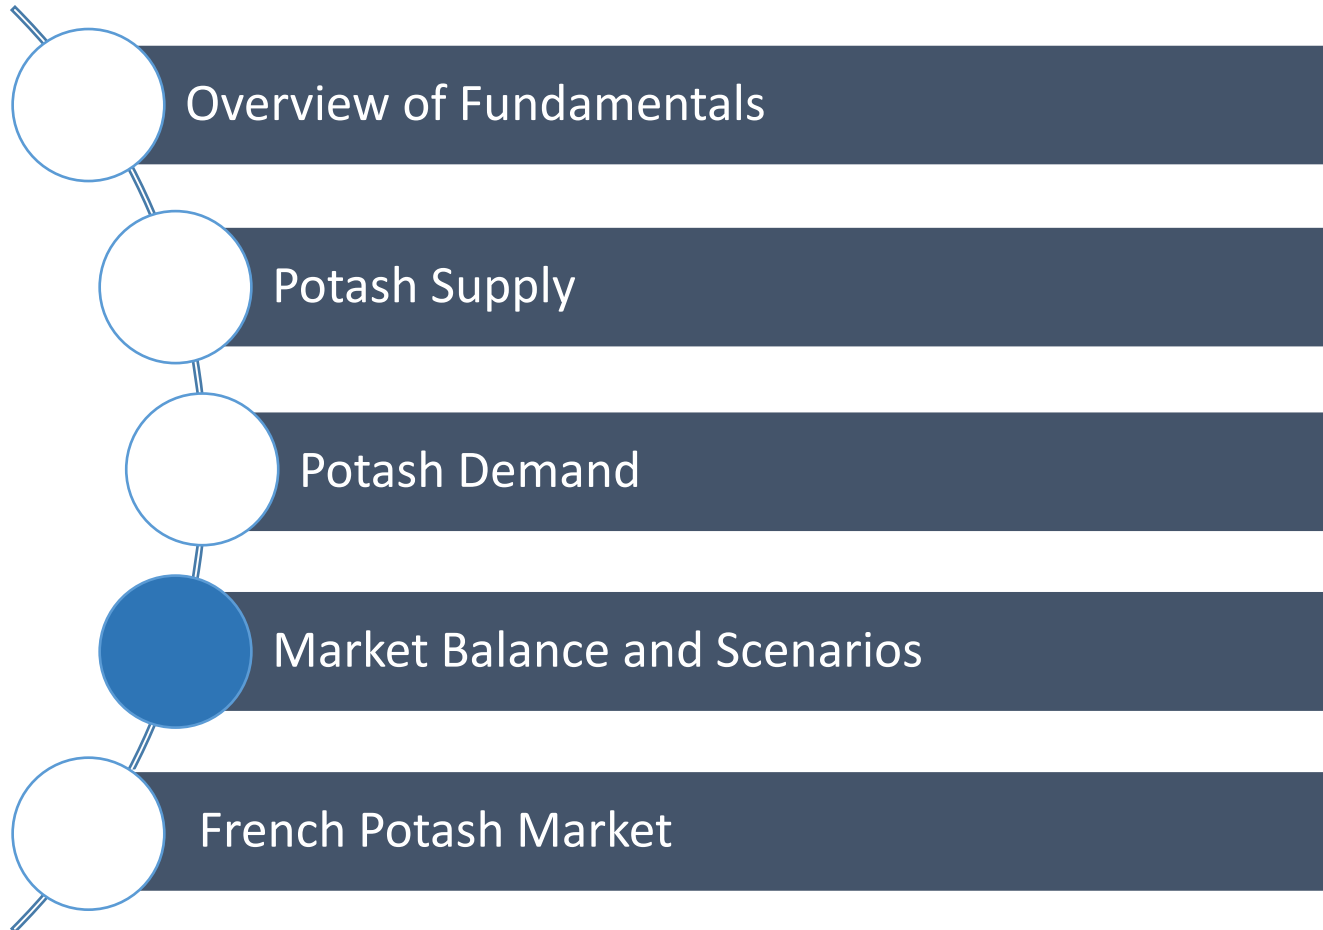 Overview of Fundamentals
Potash Supply
Potash Demand
Market Balance and Scenarios
French Potash Market